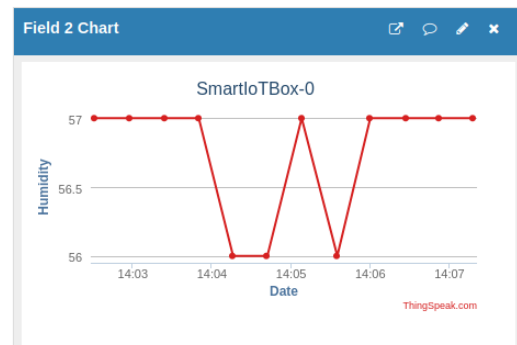 Field 2 Chart
SmartIoTBox-0
57
56.5
56
Humidity
14:03 14:04 14:05 14:06 14:07
Date
ThingSpeak.com